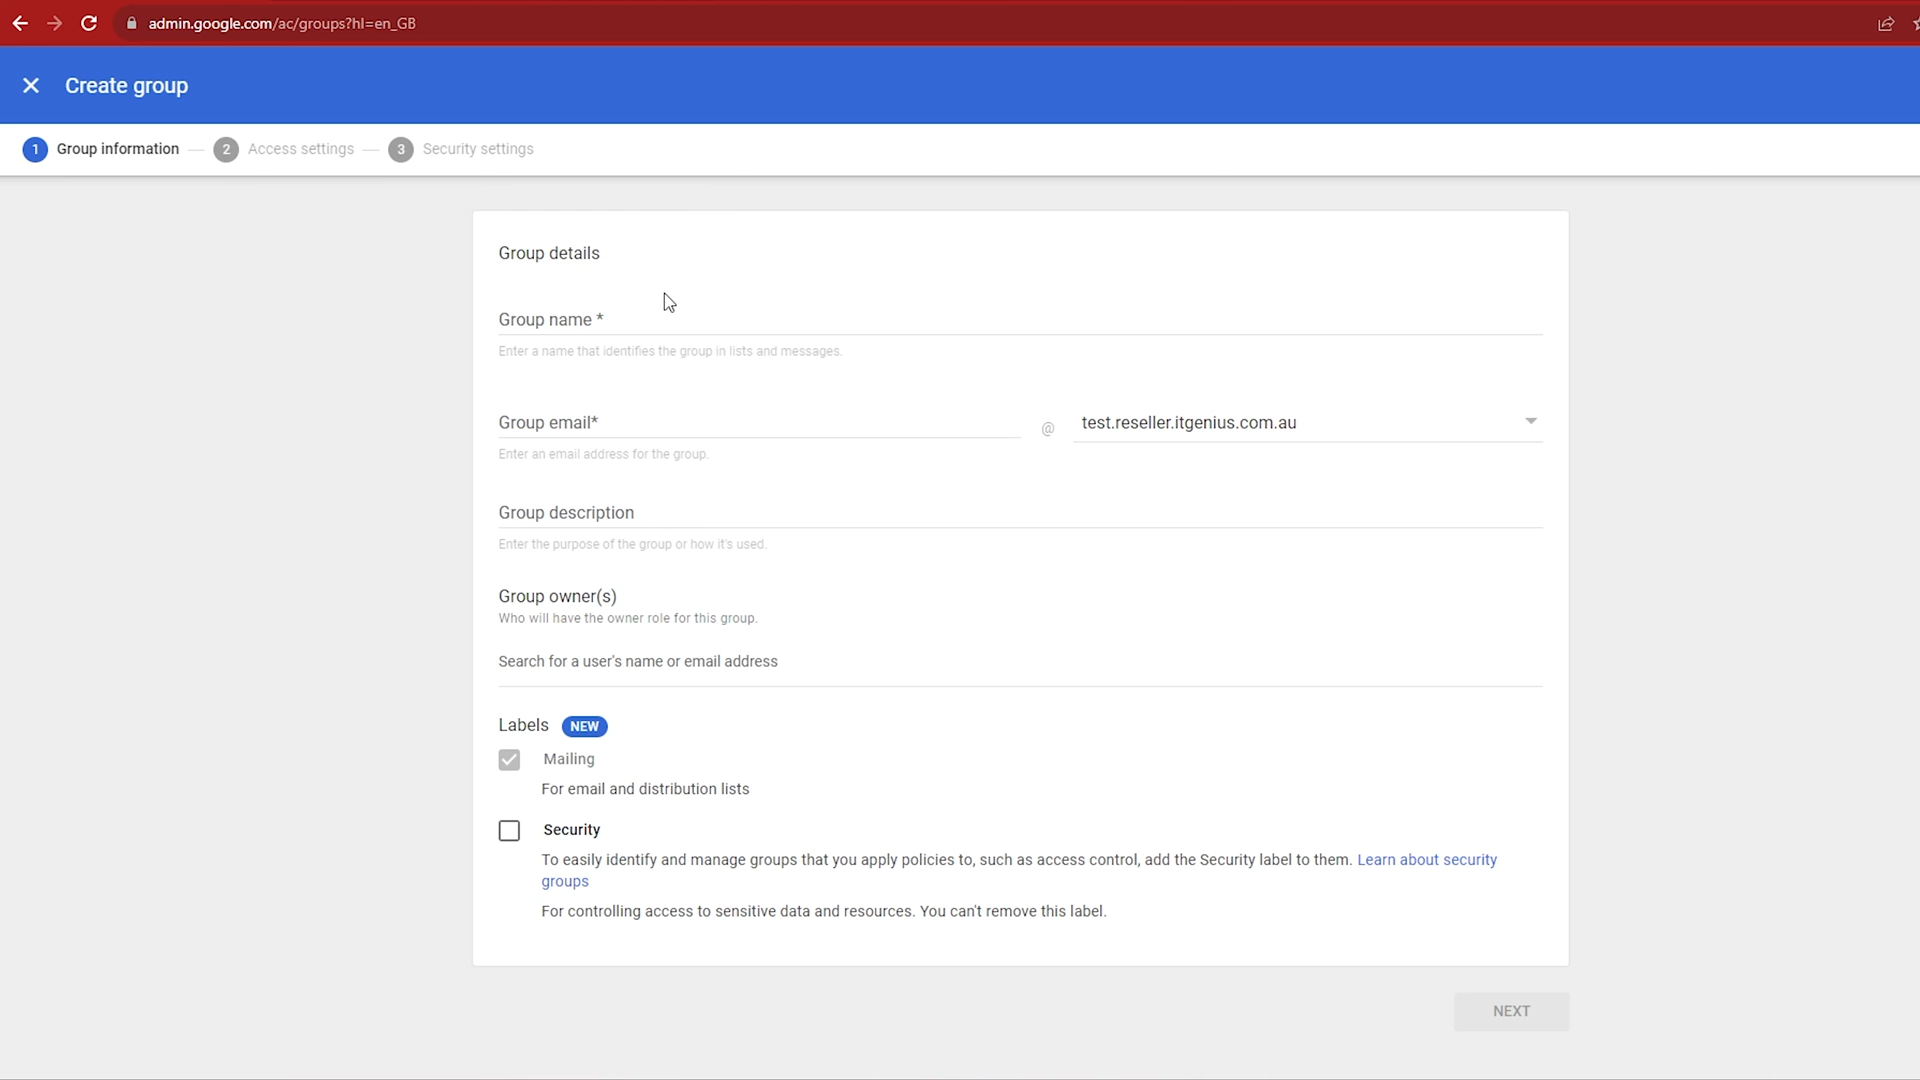 admin.google.com/ac/groups?hl=en_GB
Create group
1 Group information 2 Access settings 3 Security settings
Group details
Group name *
Enter a name that identifies the group in lists and messages.
Group email*
@
test.reseller.itgenius.com.au
Enter an email address for the group.
Group description
Enter the purpose of the group or how it's used.
Group owner(s)
Who will have the owner role for this group.
Search for a user's name or email address
Labels NEW
Mailing
For email and distribution lists
Security
To easily identify and manage groups that you apply policies to, such as access control, add the Security label to them. Learn about security
groups
For controlling access to sensitive data and resources. You can't remove this label.
NEXT